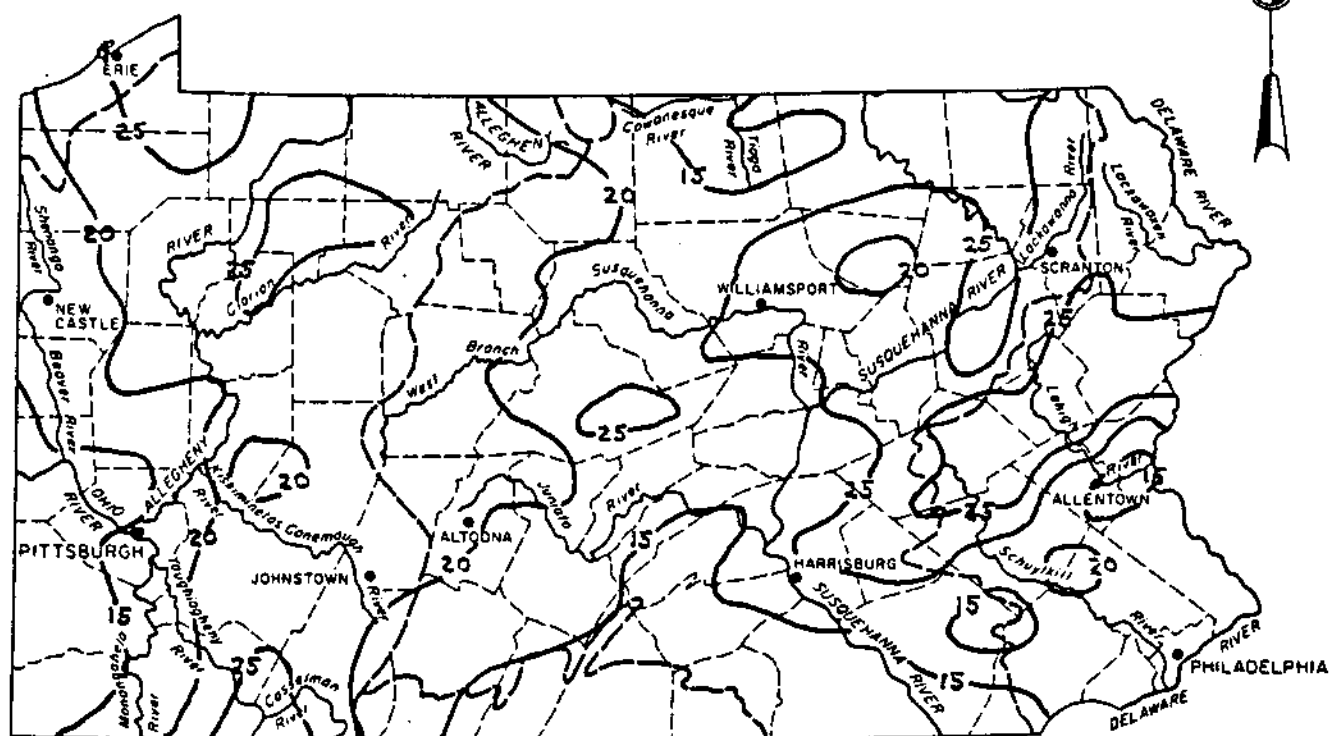 ERIE
25
Cowanesque
River
ALLEGHEN
RIVER
Tioga
River
15
20
DELAWARE RIVER
Lackawaxen
River
Lackawanna River
Shenango
River
20
RIVER
25
Clarion River
25
20
SCRANTON
Susquehanna
WILLIAMSPORT
SUSQUEHANNA RIVER
NEW
CASTLE
25
River
Beaver River
West Branch
Lehigh
River
25
15
ALLENTOWN
ALLEGHENY
20
OHIO
RIVER
Kiskiminetas Conemaugh
River
Juniata River
25
25
PITTSBURGH
20
ALTOONA
15
20
JOHNSTOWN
River
HARRISBURG
Schuylkill
River
20
15
Youghiogheny
River
15
Monongahela
River
25
Casselman
River
SUSQUEHANNA RIVER
15
PHILADELPHIA
DELAWARE
RIVER